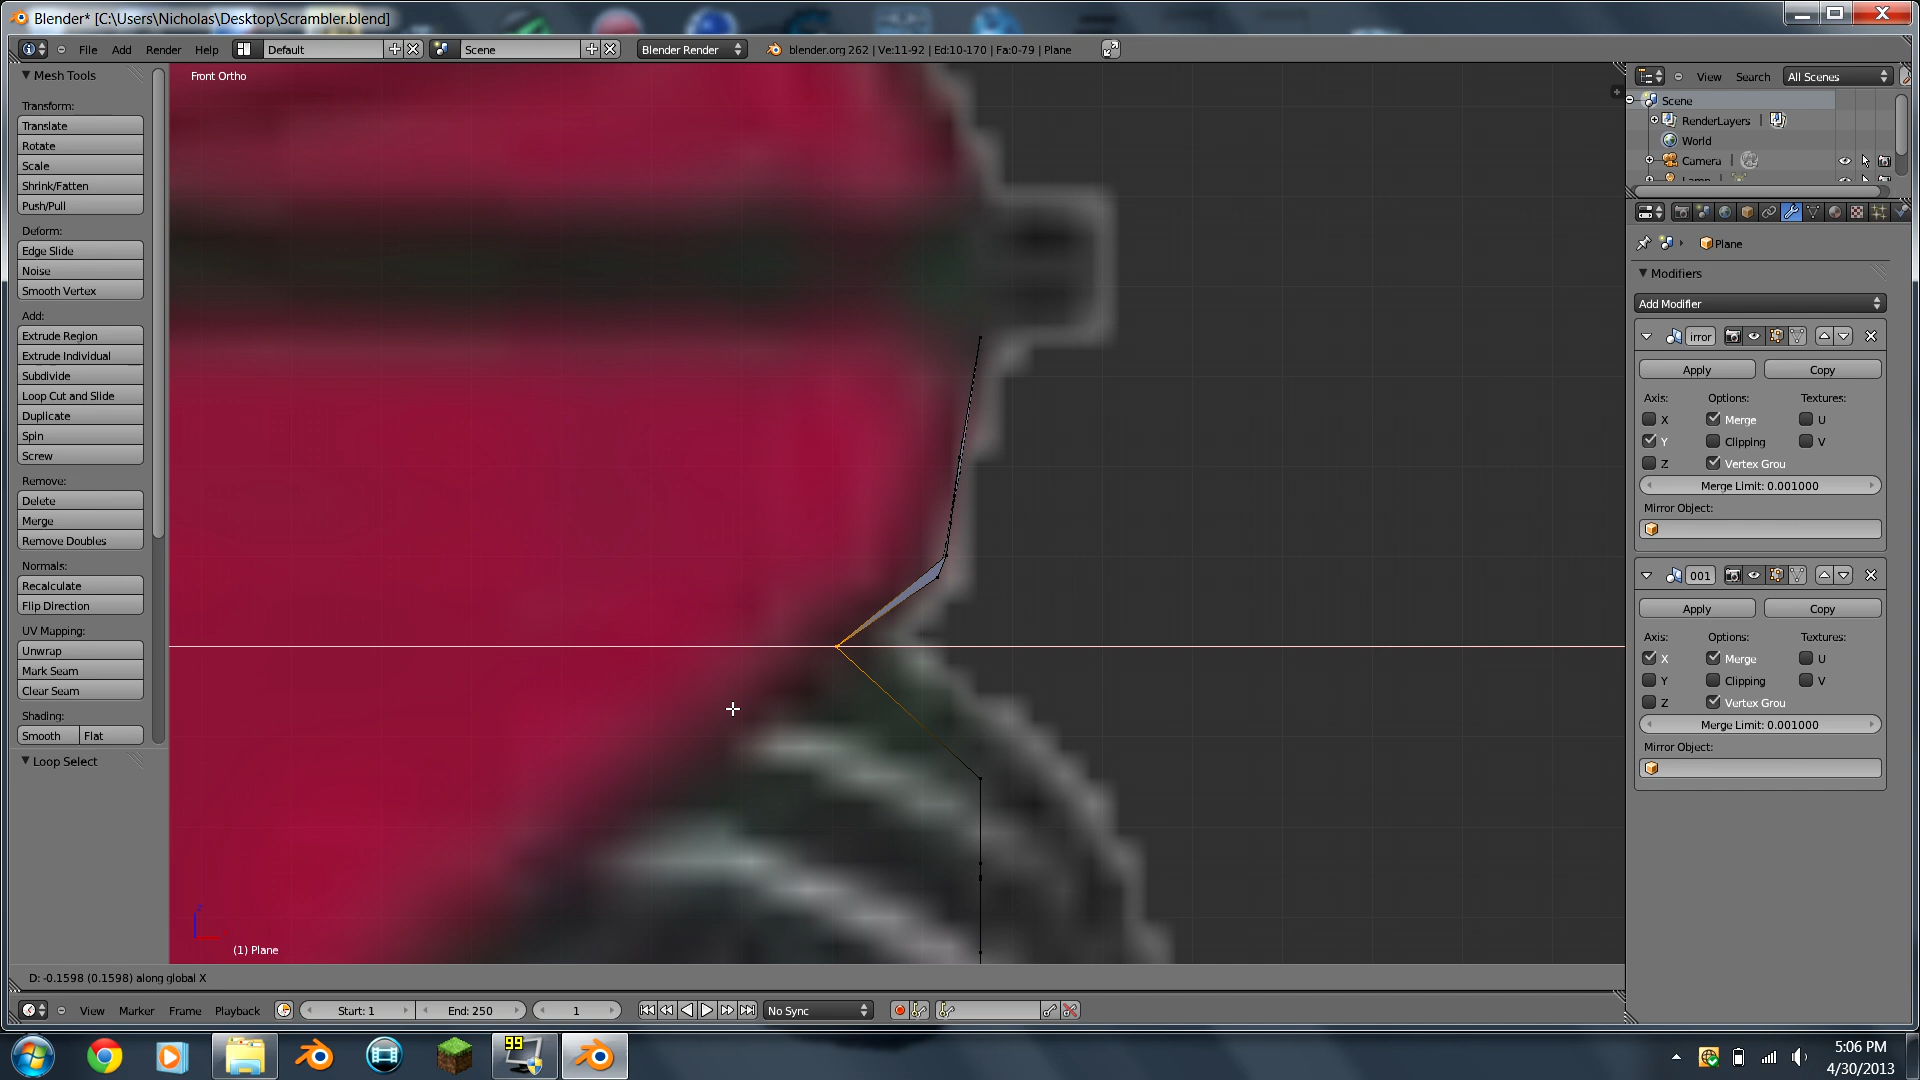 Blender* [C:\Users\Nicholas\Desktop\Scrambler.blend]
File Add Render Help Default Scene Blender Render blender.org 262 | Ve:11-92 | Ed:10-170 | Fa:0-79 | Plane
Mesh Tools
Transform:
Translate
Rotate
Scale
Shrink/Fatten
Push/Pull
Deform:
Edge Slide
Noise
Smooth Vertex
Add:
Extrude Region
Extrude Individual
Subdivide
Loop Cut and Slide
Duplicate
Spin
Screw
Remove:
Delete
Merge
Remove Doubles
Normals:
Recalculate
Flip Direction
UV Mapping:
Unwrap
Mark Seam
Clear Seam
Shading:
Smooth Flat
Loop Select
Front Ortho
(1) Plane
D: -0.1598 (0.1598) along global X
View Search All Scenes
Scene
RenderLayers
World
Camera
Plane
Modifiers
Add Modifier
irror
Apply Copy
Axis: Options: Textures:
X Merge U
Y Clipping V
Z Vertex Grou
Merge Limit: 0.001000
Mirror Object:
001
Apply Copy
Axis: Options: Textures:
X Merge U
Y Clipping V
Z Vertex Grou
Merge Limit: 0.001000
Mirror Object:
View Marker Frame Playback Start: 1 End: 250 1 No Sync
99
5:06 PM
4/30/2013